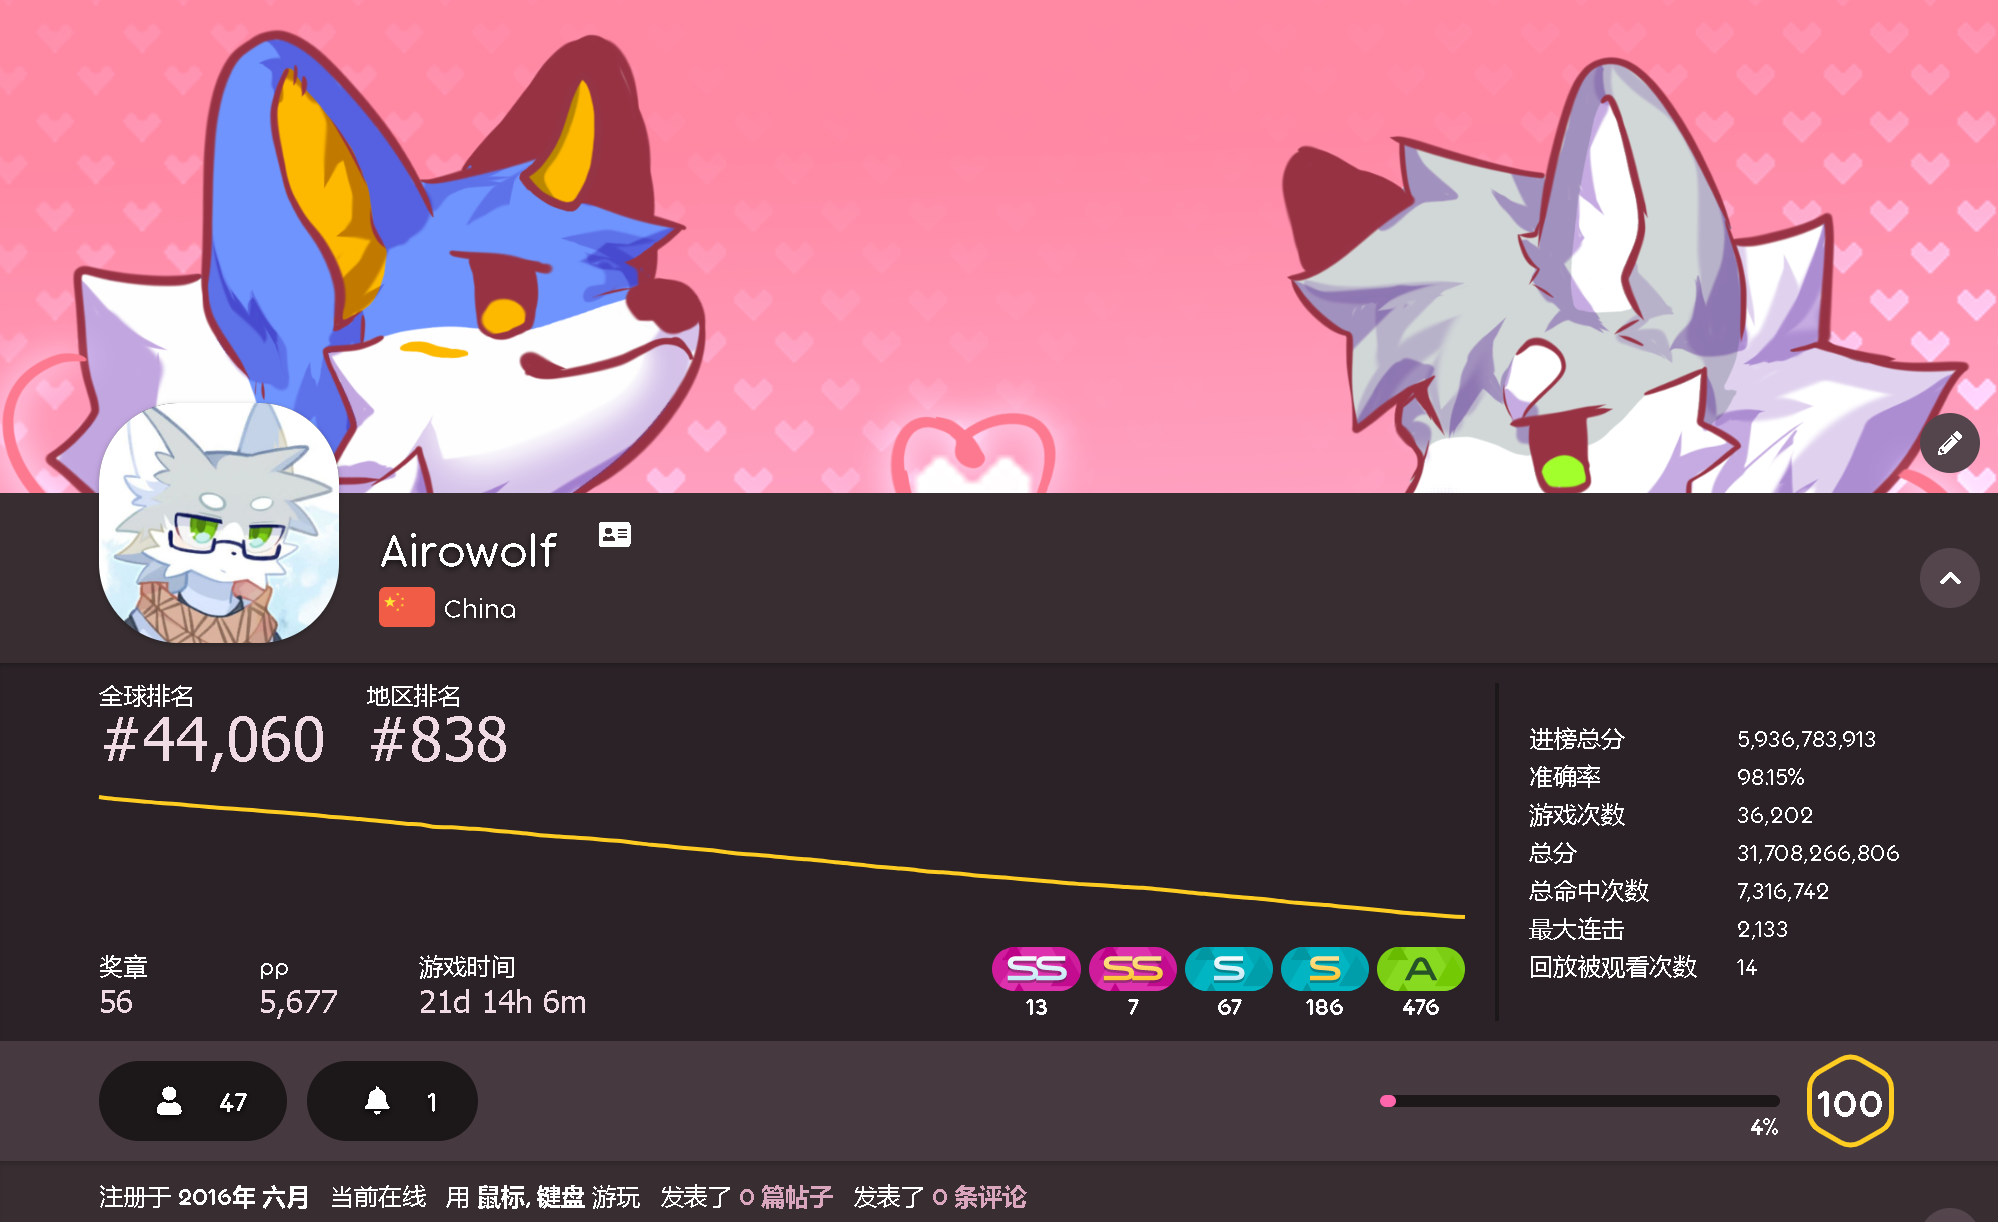 Airowolf
China
全球排名 地区排名
#44,060 #838
进榜总分 5,936,783,913
准确率 98.15%
游戏次数 36,202
总分 31,708,266,806
总命中次数 7,316,742
最大连击 2,133
回放被观看次数 14
奖章 pp 游戏时间
56 5,677 21d 14h 6m
SS SS S S A
13 7 67 186 476
47 1
4%
100
注册于 2016年 六月 当前在线 用 鼠标, 键盘 游玩 发表了 0 篇帖子 发表了 0 条评论